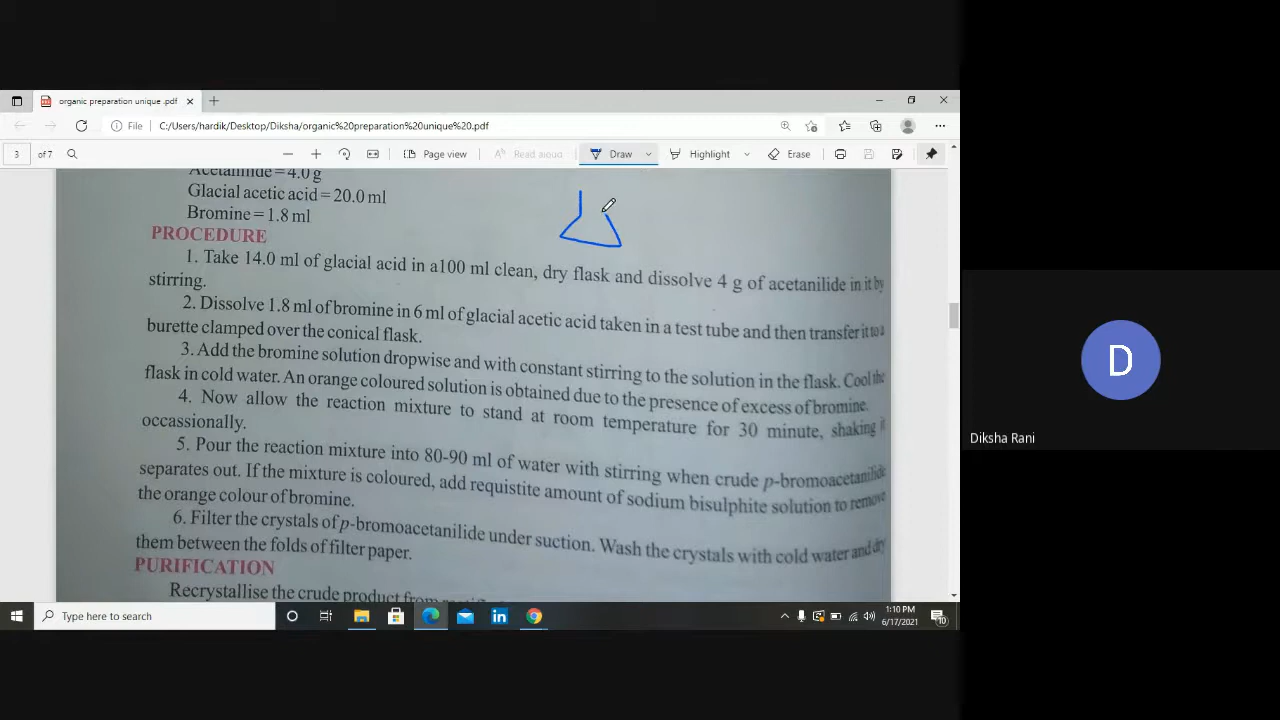 organic preparation unique .pdf
File C:/Users/hardik/Desktop/Diksha/organic%20preparation%20unique%20.pdf
3 of 7 Page view Read aloud Draw Highlight Erase
Acetanilide = 4.0 g
Glacial acetic acid = 20.0 ml
Bromine = 1.8 ml
PROCEDURE
1. Take 14.0 ml of glacial acid in a100 ml clean, dry flask and dissolve 4 g of acetanilide in it by
stirring.
2. Dissolve 1.8 ml of bromine in 6 ml of glacial acetic acid taken in a test tube and then transfer it to a
burette clamped over the conical flask.
3. Add the bromine solution dropwise and with constant stirring to the solution in the flask. Cool the
flask in cold water. An orange coloured solution is obtained due to the presence of excess of bromine.
4. Now allow the reaction mixture to stand at room temperature for 30 minute, shaking it
occassionally.
5. Pour the reaction mixture into 80-90 ml of water with stirring when crude p-bromoacetanilide
separates out. If the mixture is coloured, add requistite amount of sodium bisulphite solution to remove
the orange colour of bromine.
6. Filter the crystals of p-bromoacetanilide under suction. Wash the crystals with cold water and dry
them between the folds of filter paper.
PURIFICATION
Recrystallise the crude product from
Diksha Rani
D
Type here to search
1:10 PM
6/17/2021
10